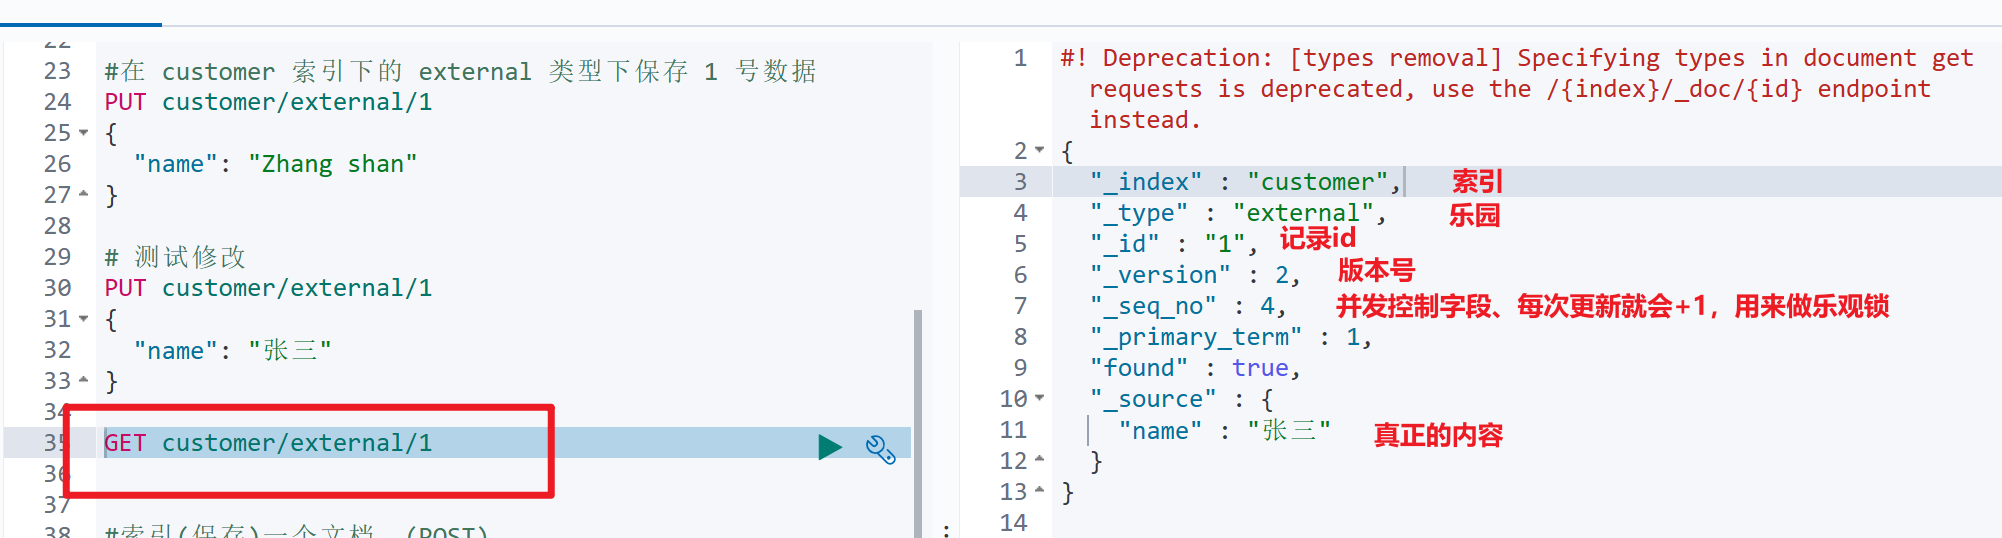 22
23 #在 customer 索引下的 external 类型下保存 1 号数据
24 PUT customer/external/1
25 {
26 "name": "Zhang shan"
27 }
28
29 # 测试修改
30 PUT customer/external/1
31 {
32 "name": "张三"
33 }
34
35 GET customer/external/1
36
37
38 #索引(保存)一个文档 (POST)
:
1 #! Deprecation: [types removal] Specifying types in document get
requests is deprecated, use the /{index}/_doc/{id} endpoint
instead.
2 {
3 "_index" : "customer", 索引
4 "_type" : "external", 乐园
5 "_id" : "1", 记录id
6 "_version" : 2, 版本号
7 "_seq_no" : 4, 并发控制字段、每次更新就会+1，用来做乐观锁
8 "_primary_term" : 1,
9 "found" : true,
10 "_source" : {
11 "name" : "张三" 真正的内容
12 }
13 }
14